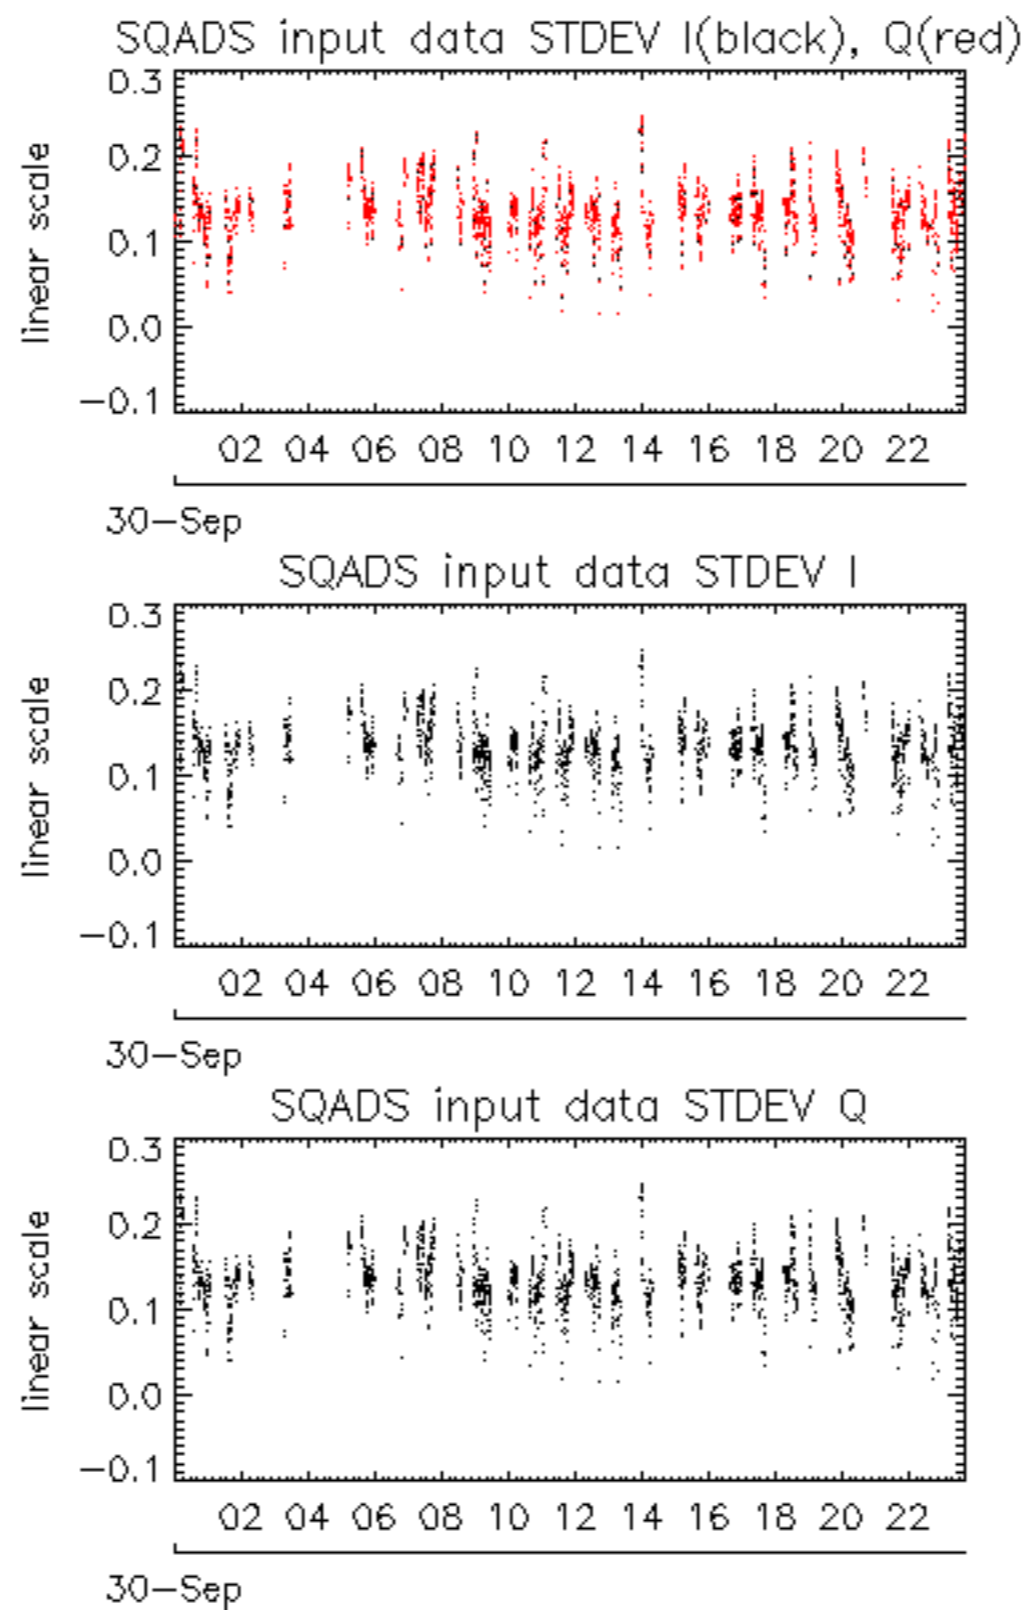 SQADS input data STDEV I(black), Q(red)
linear scale
0.3
0.2
0.1
0.0
−0.1
02 04 06 08 10 12 14 16 18 20 22
30−Sep
SQADS input data STDEV I
linear scale
0.3
0.2
0.1
0.0
−0.1
02 04 06 08 10 12 14 16 18 20 22
30−Sep
SQADS input data STDEV Q
linear scale
0.3
0.2
0.1
0.0
−0.1
02 04 06 08 10 12 14 16 18 20 22
30−Sep